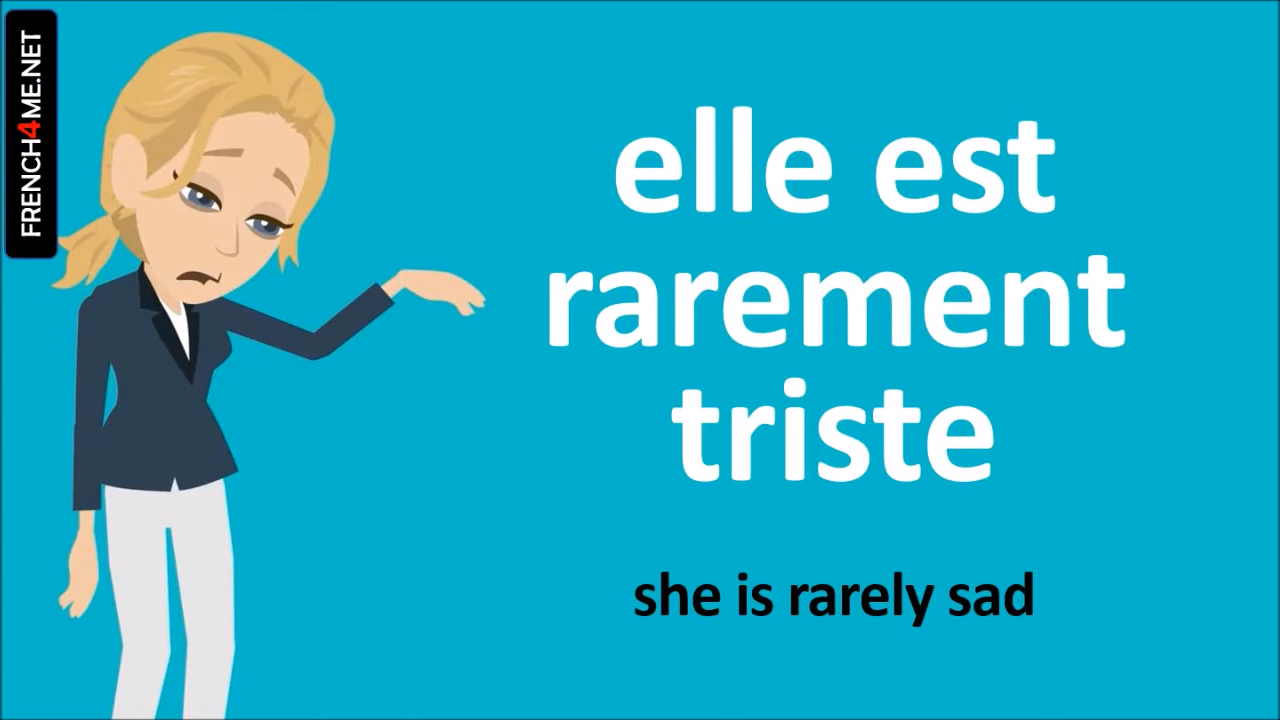 FRENCH4ME.NET
elle est
rarement
triste
she is rarely sad